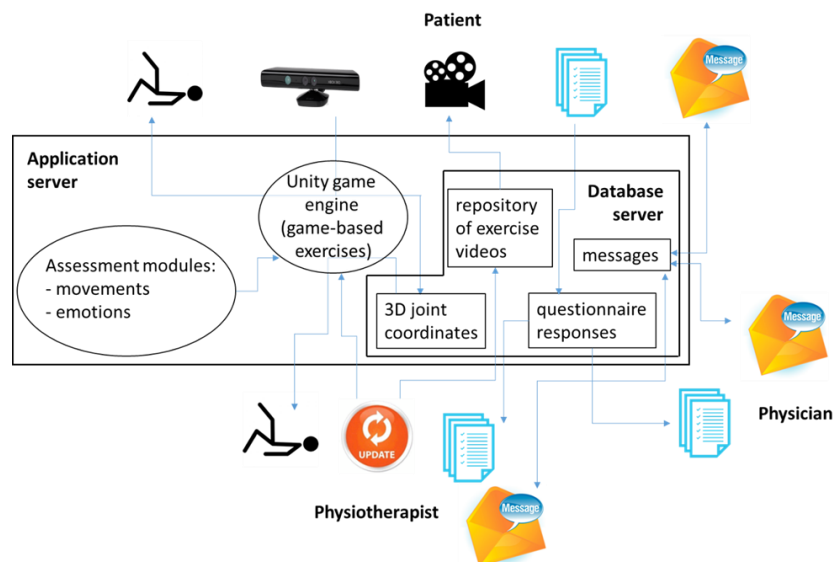 Patient
Message
Application
server
Unity game
engine
(game-based
exercises)
Database
server
repository
of exercise
videos
messages
Assessment modules:
- movements
- emotions
3D joint
coordinates
questionnaire
responses
Message
Physician
UPDATE
Physiotherapist
Message